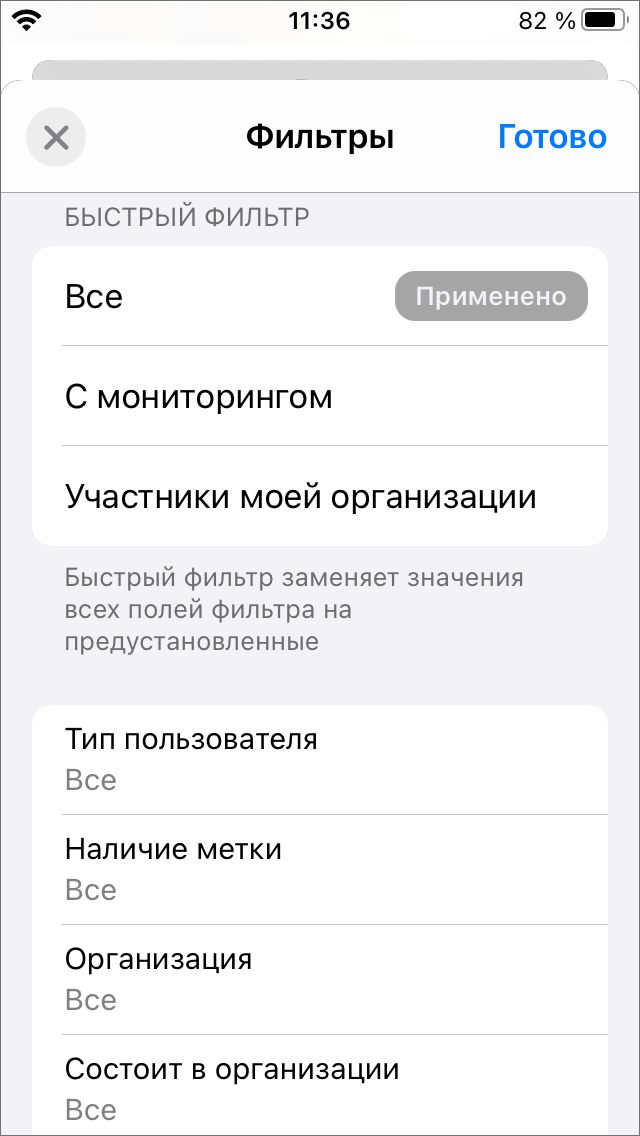 11:36
82 %
Фильтры
Готово
БЫСТРЫЙ ФИЛЬТР
Все
Применено
С мониторингом
Участники моей организации
Быстрый фильтр заменяет значения
всех полей фильтра на
предустановленные
Тип пользователя
Все
Наличие метки
Все
Организация
Все
Состоит в организации
Все